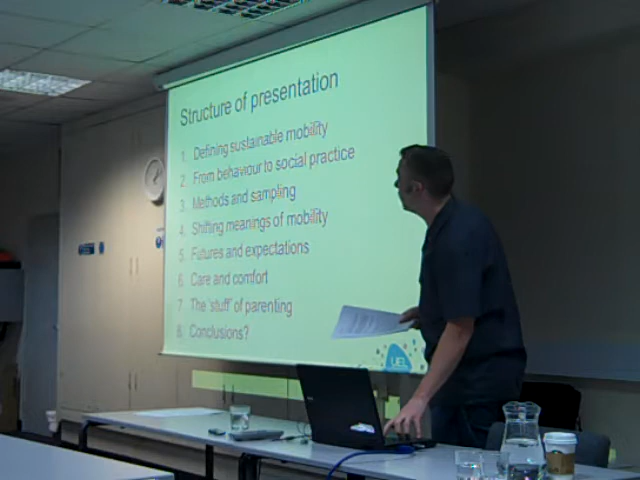 Structure of presentation
1. Defining sustainable mobility
2. From behaviour to social practice
3. Methods and sampling
4. Shifting meanings of mobility
5. Futures and expectations
6. Care and comfort
7. The 'stuff' of parenting
8. Conclusions?
UEL